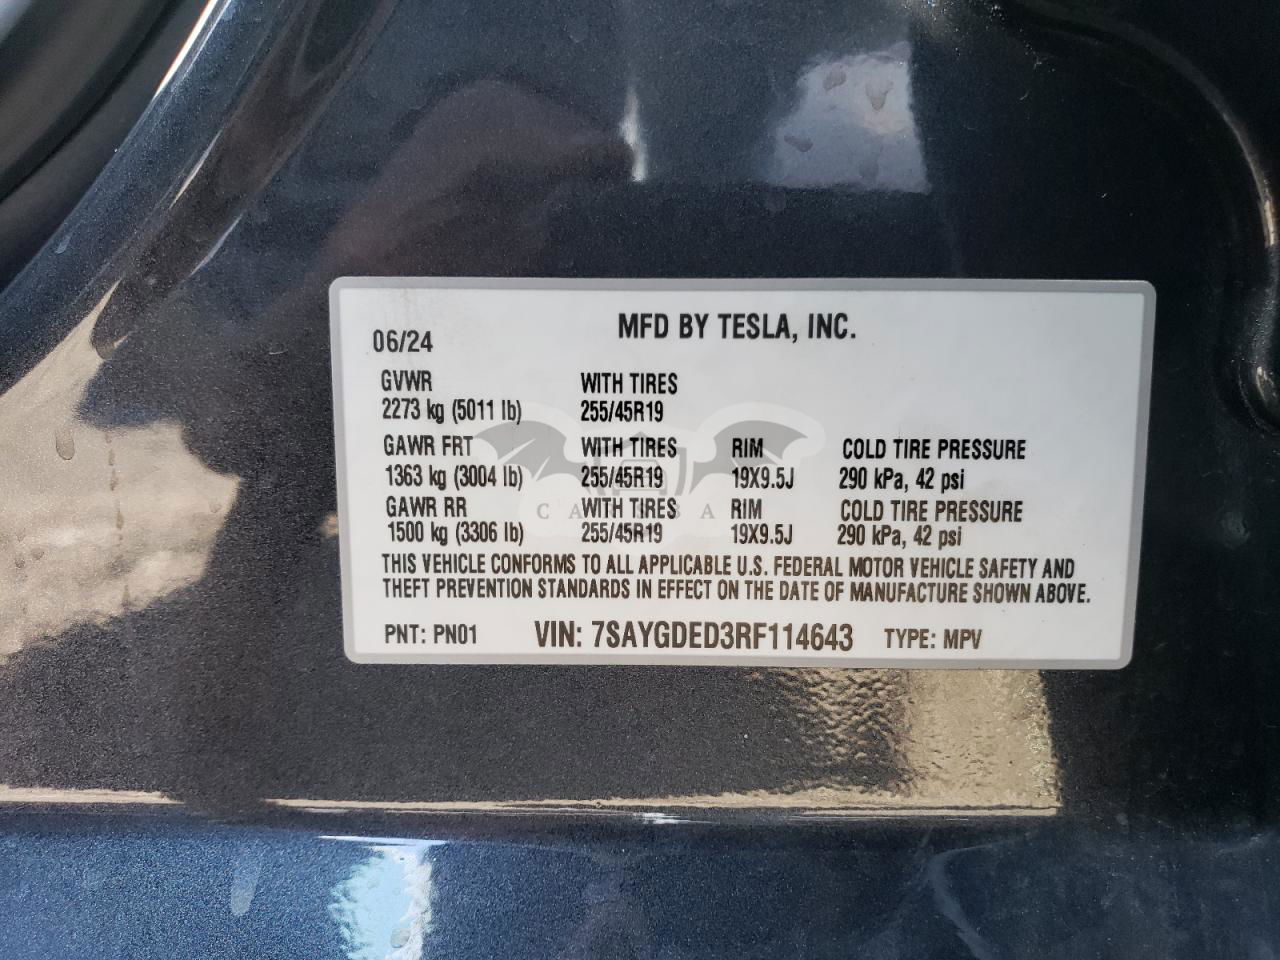 MFD BY TESLA, INC.
06/24
GVWR WITH TIRES
2273 kg (5011 lb) 255/45R19
GAWR FRT WITH TIRES RIM COLD TIRE PRESSURE
1363 kg (3004 lb) 255/45R19 19X9.5J 290 kPa, 42 psi
GAWR RR WITH TIRES RIM COLD TIRE PRESSURE
1500 kg (3306 lb) 255/45R19 19X9.5J 290 kPa, 42 psi
THIS VEHICLE CONFORMS TO ALL APPLICABLE U.S. FEDERAL MOTOR VEHICLE SAFETY AND
THEFT PREVENTION STANDARDS IN EFFECT ON THE DATE OF MANUFACTURE SHOWN ABOVE.
PNT: PN01 VIN: 7SAYGDED3RF114643 TYPE: MPV